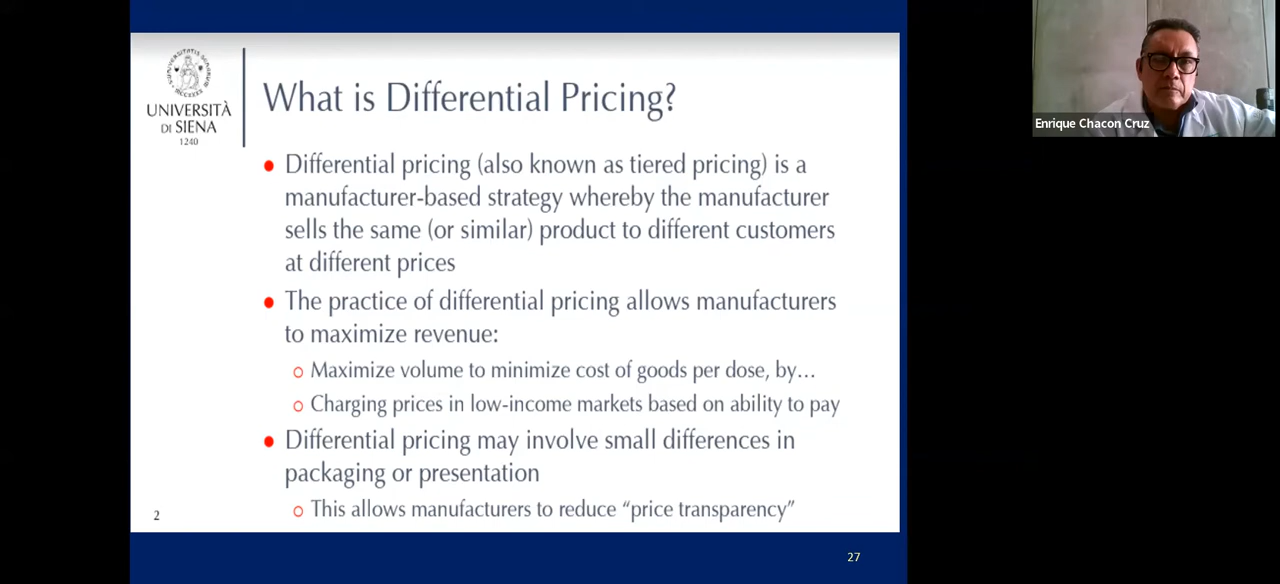 UNIVERSITÀ
DI SIENA
1240
What is Differential Pricing?
Differential pricing (also known as tiered pricing) is a
manufacturer-based strategy whereby the manufacturer
sells the same (or similar) product to different customers
at different prices
The practice of differential pricing allows manufacturers
to maximize revenue:
Maximize volume to minimize cost of goods per dose, by…
Charging prices in low-income markets based on ability to pay
Differential pricing may involve small differences in
packaging or presentation
This allows manufacturers to reduce “price transparency”
2
27
Enrique Chacon Cruz